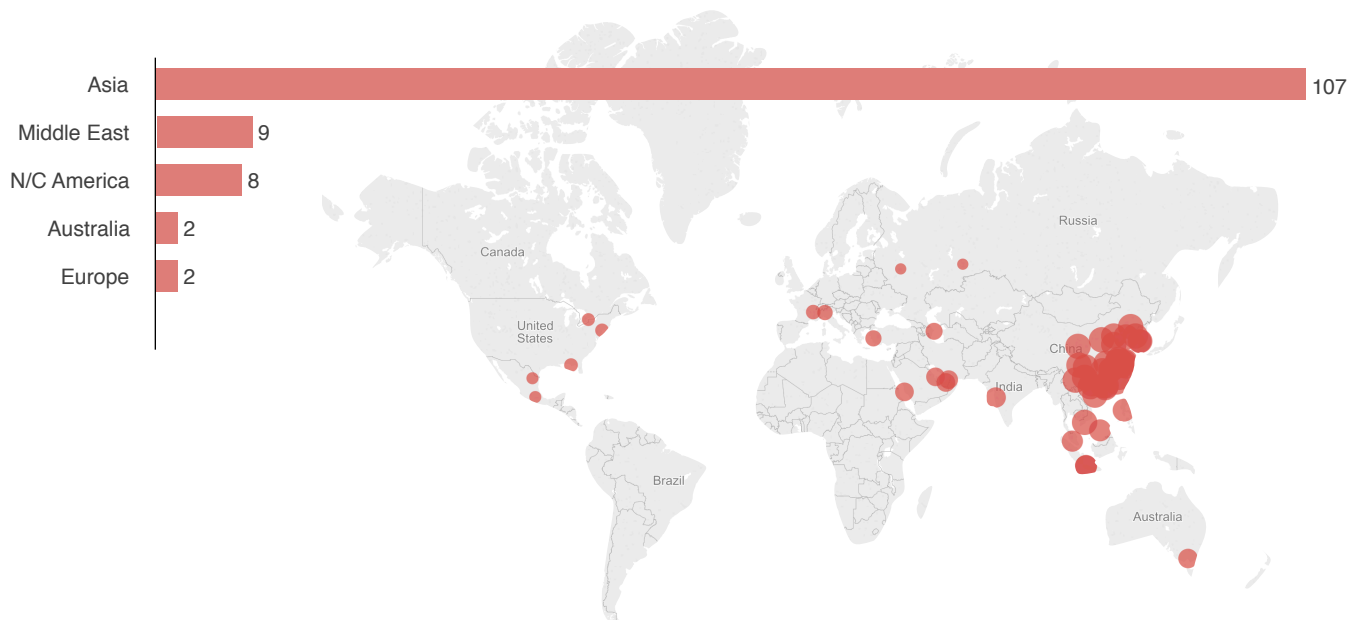 Asia
107
Middle East
9
N/C America
8
Australia
2
Europe
2
Canada
United
States
Brazil
Russia
China
India
Australia